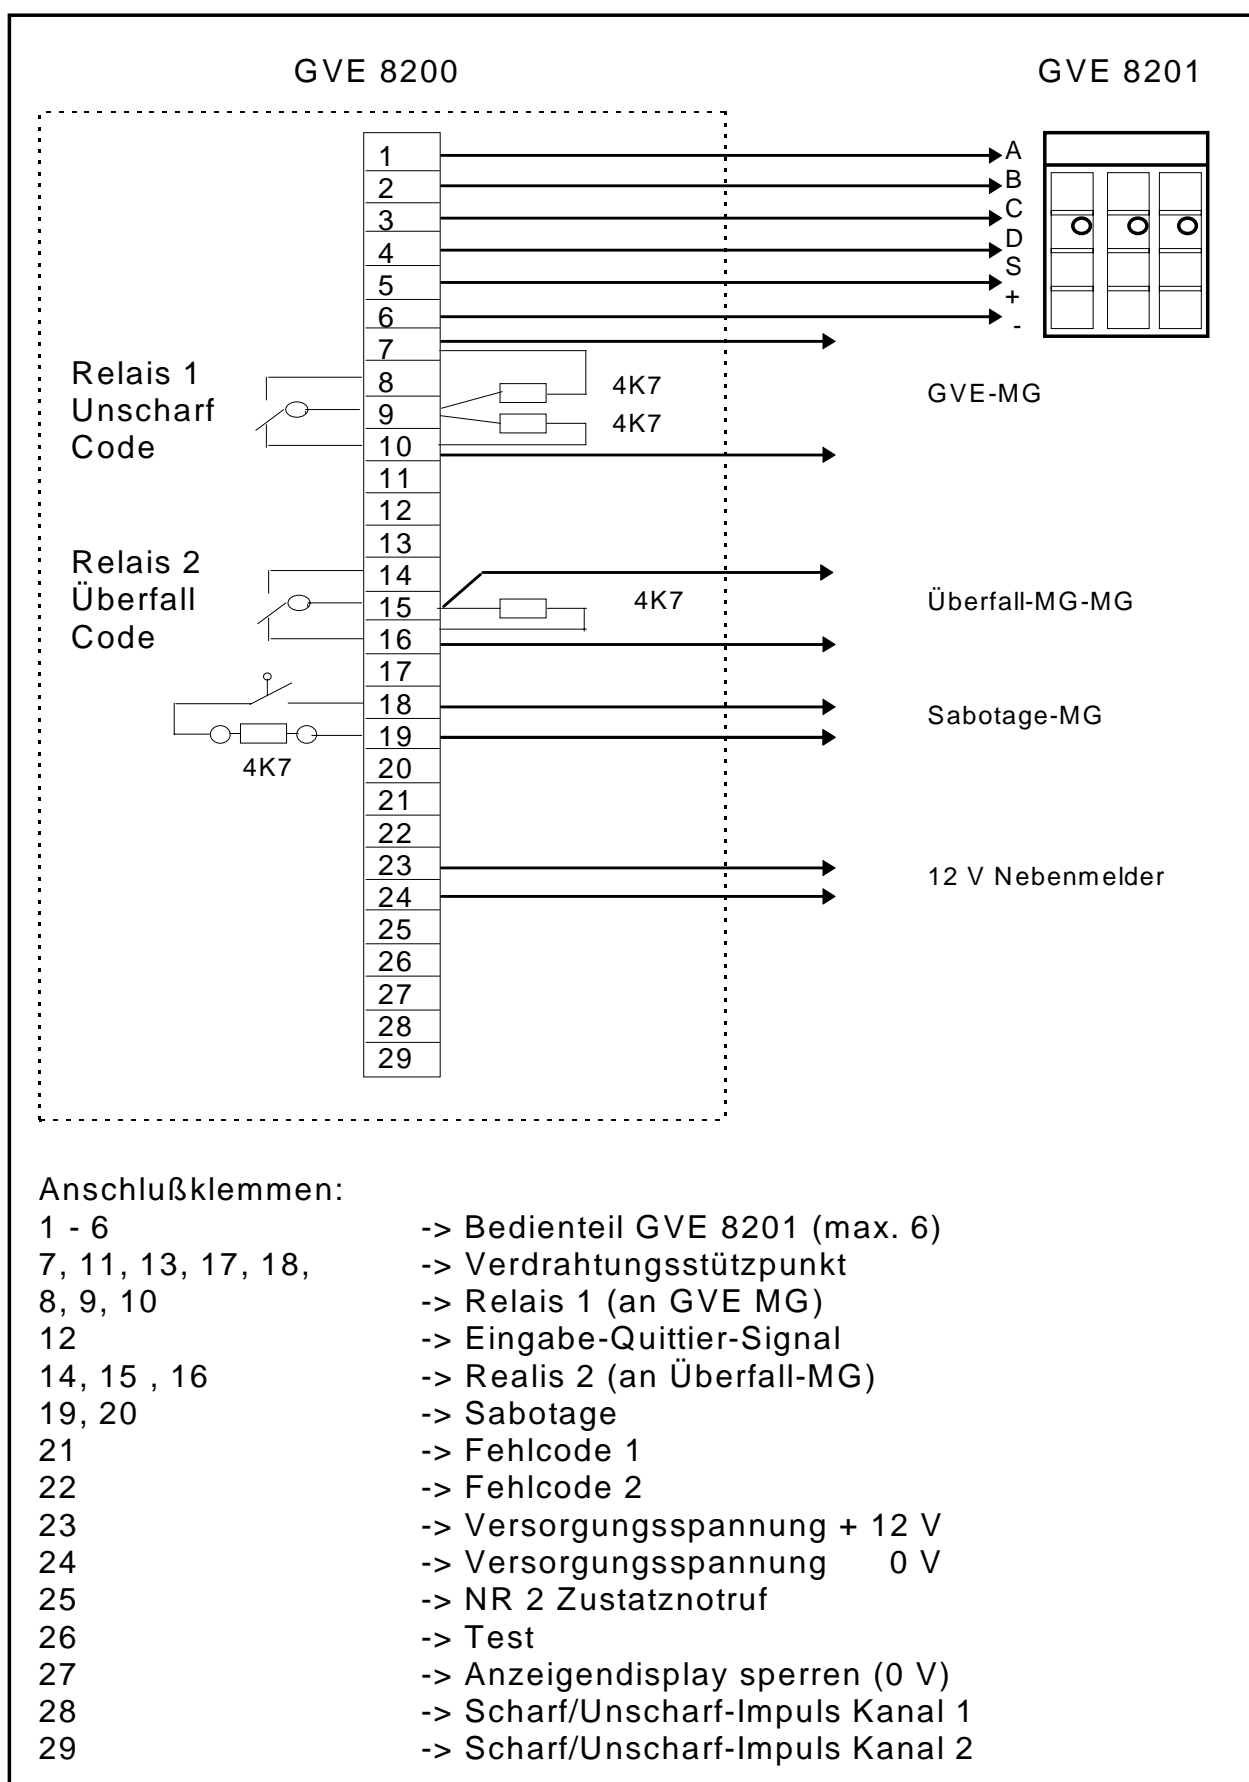 GVE 8200 GVE 8201
1 A
2 B
3 C
4 D
5 S
6 +
-
7
Relais 1 8 4K7 GVE-MG
Unscharf 9 4K7
Code 10
11
12
13
Relais 2 14
Überfall 15 4K7 Überfall-MG-MG
Code 16
17
18 Sabotage-MG
19
4K7 20
21
22
23 12 V Nebenmelder
24
25
26
27
28
29
Anschlußklemmen:
1 - 6 -> Bedienteil GVE 8201 (max. 6)
7, 11, 13, 17, 18, -> Verdrahtungsstützpunkt
8, 9, 10 -> Relais 1 (an GVE MG)
12 -> Eingabe-Quittier-Signal
14, 15 , 16 -> Realis 2 (an Überfall-MG)
19, 20 -> Sabotage
21 -> Fehlcode 1
22 -> Fehlcode 2
23 -> Versorgungsspannung + 12 V
24 -> Versorgungsspannung 0 V
25 -> NR 2 Zustatznotruf
26 -> Test
27 -> Anzeigendisplay sperren (0 V)
28 -> Scharf/Unscharf-Impuls Kanal 1
29 -> Scharf/Unscharf-Impuls Kanal 2